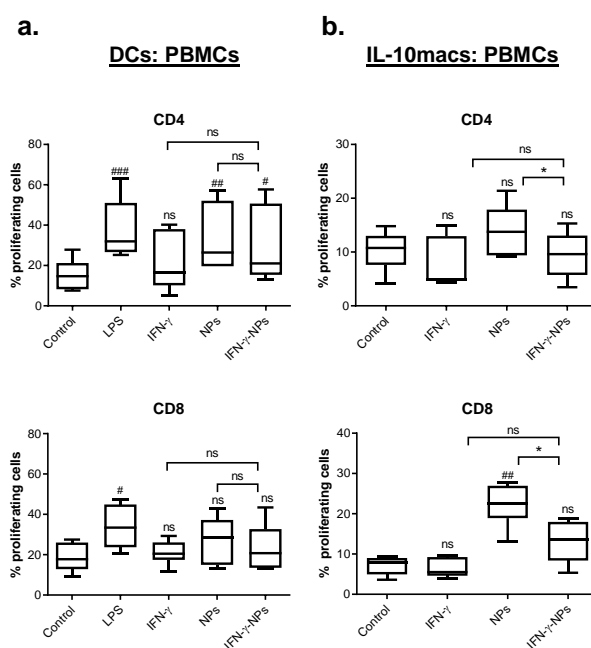 a.
DCs: PBMCs
CD4
% proliferating cells
80
60
40
20
0
###
ns
##
#
ns
ns
Control
LPS
IFN-γ
NPs
IFN-γ-NPs
CD8
% proliferating cells
80
60
40
20
0
#
ns
ns
ns
ns
ns
Control
LPS
IFN-γ
NPs
IFN-γ-NPs
b.
IL-10macs: PBMCs
CD4
% proliferating cells
30
20
10
0
ns
ns
ns
ns
*
Control
IFN-γ
NPs
IFN-γ-NPs
CD8
% proliferating cells
40
30
20
10
0
ns
##
ns
ns
*
Control
IFN-γ
NPs
IFN-γ-NPs